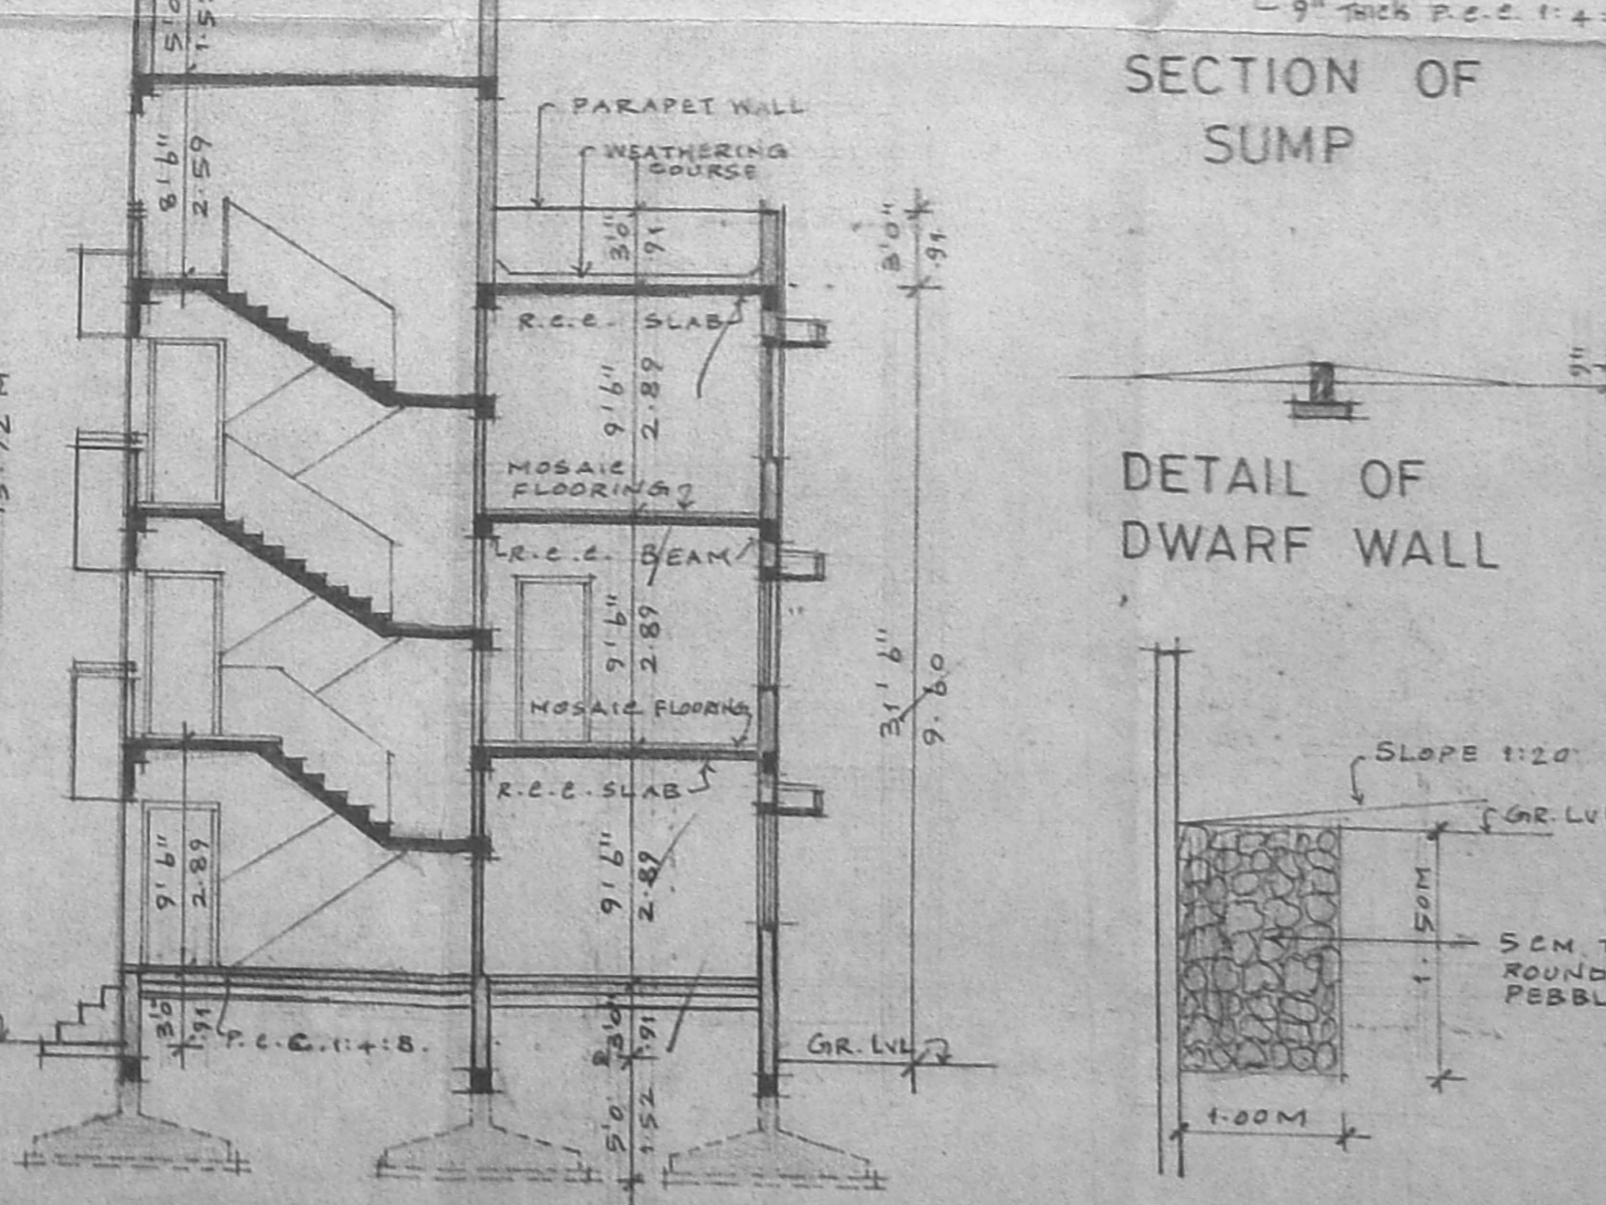 9" THICK P.C.C. 1:4:
SECTION OF
SUMP
PARAPET WALL
WEATHERING
COURSE
8'6"
2.59
3'0"
.91
3'0"
.91
R.C.C. SLAB
9'6"
2.89
9"
MOSAIC
FLOORING
R.C.C. BEAM
DETAIL OF
DWARF WALL
9'6"
2.89
31'6"
9.60
MOSAIC FLOORING
R.C.C. SLAB
SLOPE 1:20
GR. LVL
9'6"
2.89
9'6"
2.89
1.50M
5 CM.
ROUND
PEBBL
3'0"
.91
P.C.C. 1:4:8.
3'0"
.91
GR. LVL
5'0"
1.52
1.00M